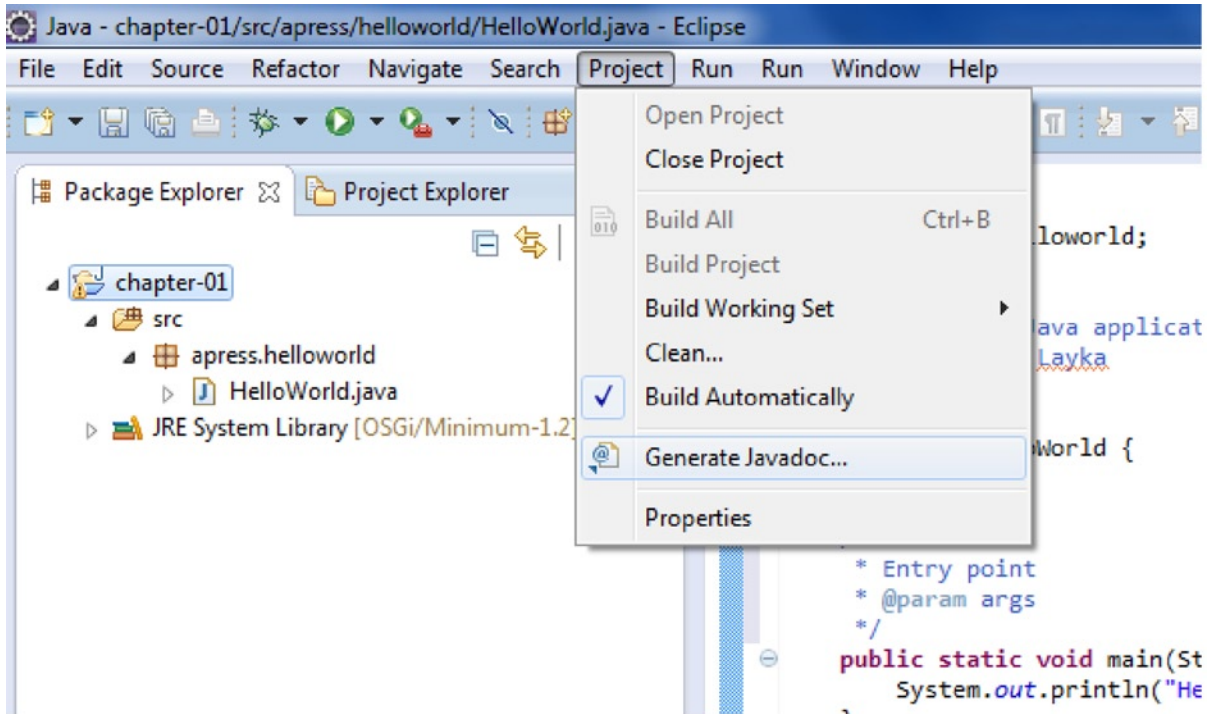 Java - chapter-01/src/apress/helloworld/HelloWorld.java - Eclipse
File Edit Source Refactor Navigate Search Project Run Run Window Help
Package Explorer Project Explorer
chapter-01
src
apress.helloworld
HelloWorld.java
JRE System Library [OSGi/Minimum-1.2]
Open Project
Close Project
Build All Ctrl+B
Build Project
Build Working Set
Clean...
Build Automatically
Generate Javadoc...
Properties
loworld;
ava applicat
Layka
World {
* Entry point
* @param args
*/
public static void main(St
System.out.println("He